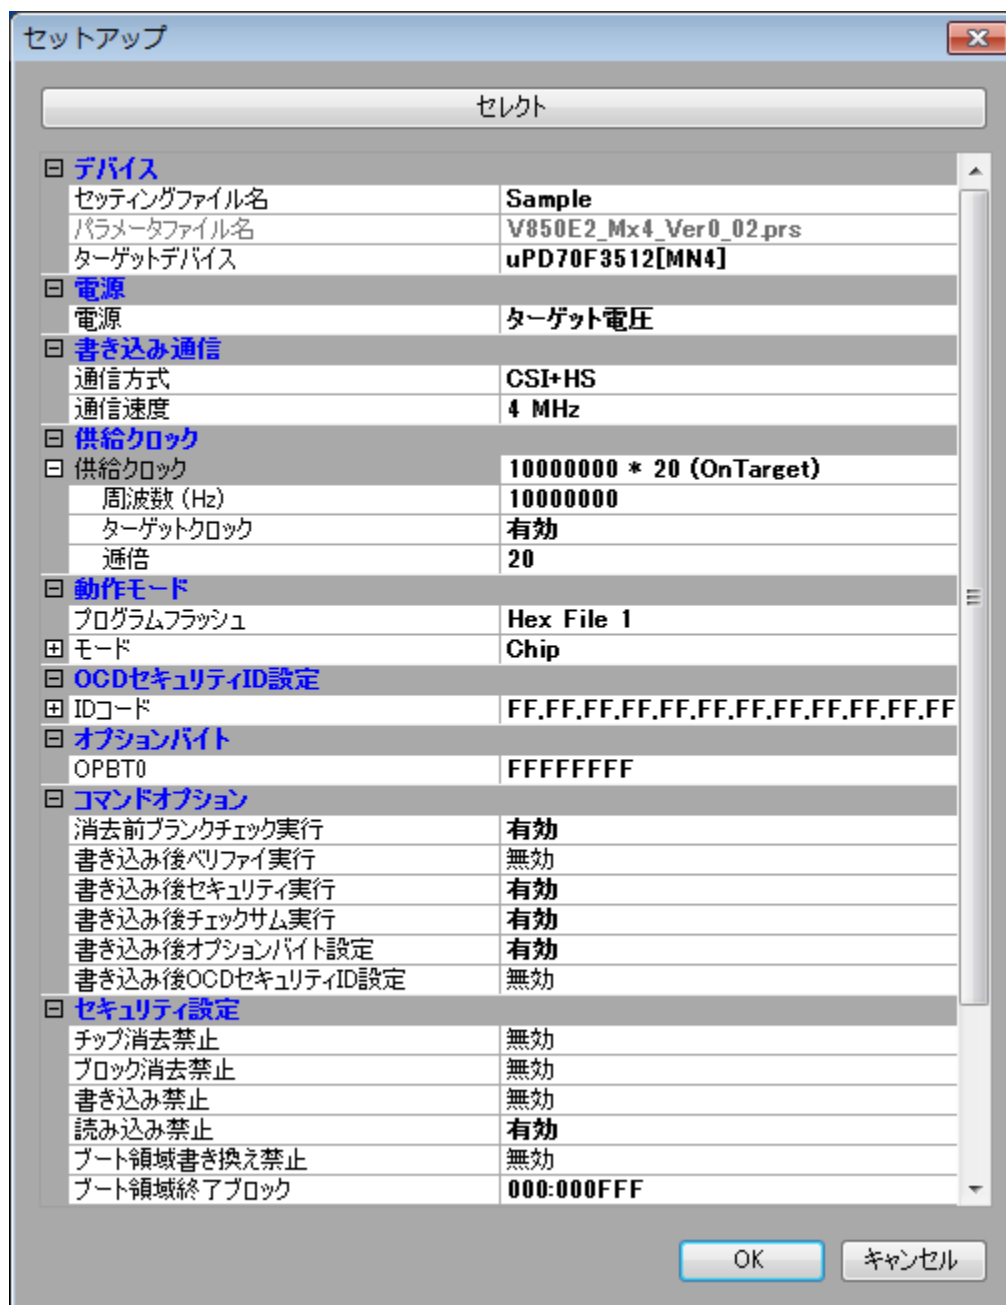 セットアップ
セレクト
デバイス
セッティングファイル名 Sample
パラメータファイル名 V850E2_Mx4_Ver0_02.prs
ターゲットデバイス uPD70F3512[MN4]
電源
電源 ターゲット電圧
書き込み通信
通信方式 CSI+HS
通信速度 4 MHz
供給クロック
供給クロック 10000000 * 20 (OnTarget)
周波数 (Hz) 10000000
ターゲットクロック 有効
逓倍 20
動作モード
プログラムフラッシュ Hex File 1
モード Chip
OCDセキュリティID設定
IDコード FF.FF.FF.FF.FF.FF.FF.FF.FF.FF.FF.FF
オプションバイト
OPBT0 FFFFFFFF
コマンドオプション
消去前ブランクチェック実行 有効
書き込み後ベリファイ実行 無効
書き込み後セキュリティ実行 有効
書き込み後チェックサム実行 有効
書き込み後オプションバイト設定 有効
書き込み後OCDセキュリティID設定 無効
セキュリティ設定
チップ消去禁止 無効
ブロック消去禁止 無効
書き込み禁止 無効
読み込み禁止 有効
ブート領域書き換え禁止 無効
ブート領域終了ブロック 000:000FFF
OK キャンセル